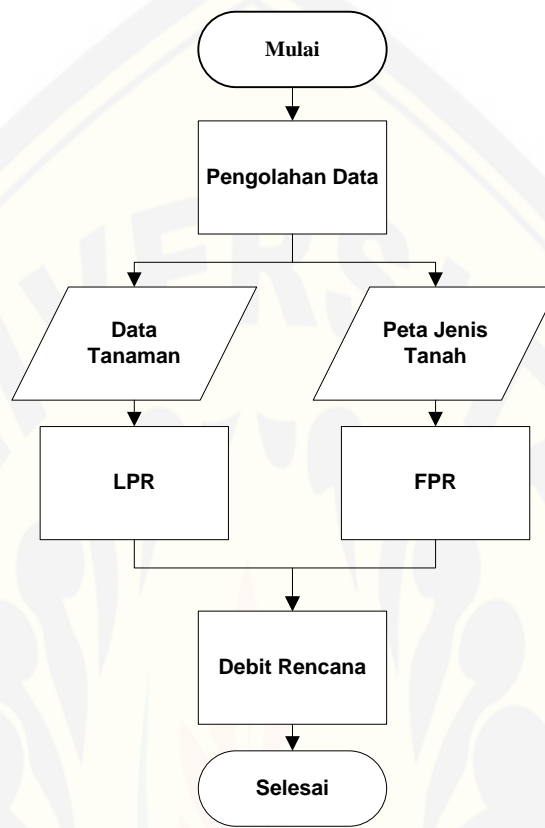 Mulai
Pengolahan Data
Data
Tanaman
Peta Jenis
Tanah
LPR
FPR
Debit Rencana
Selesai